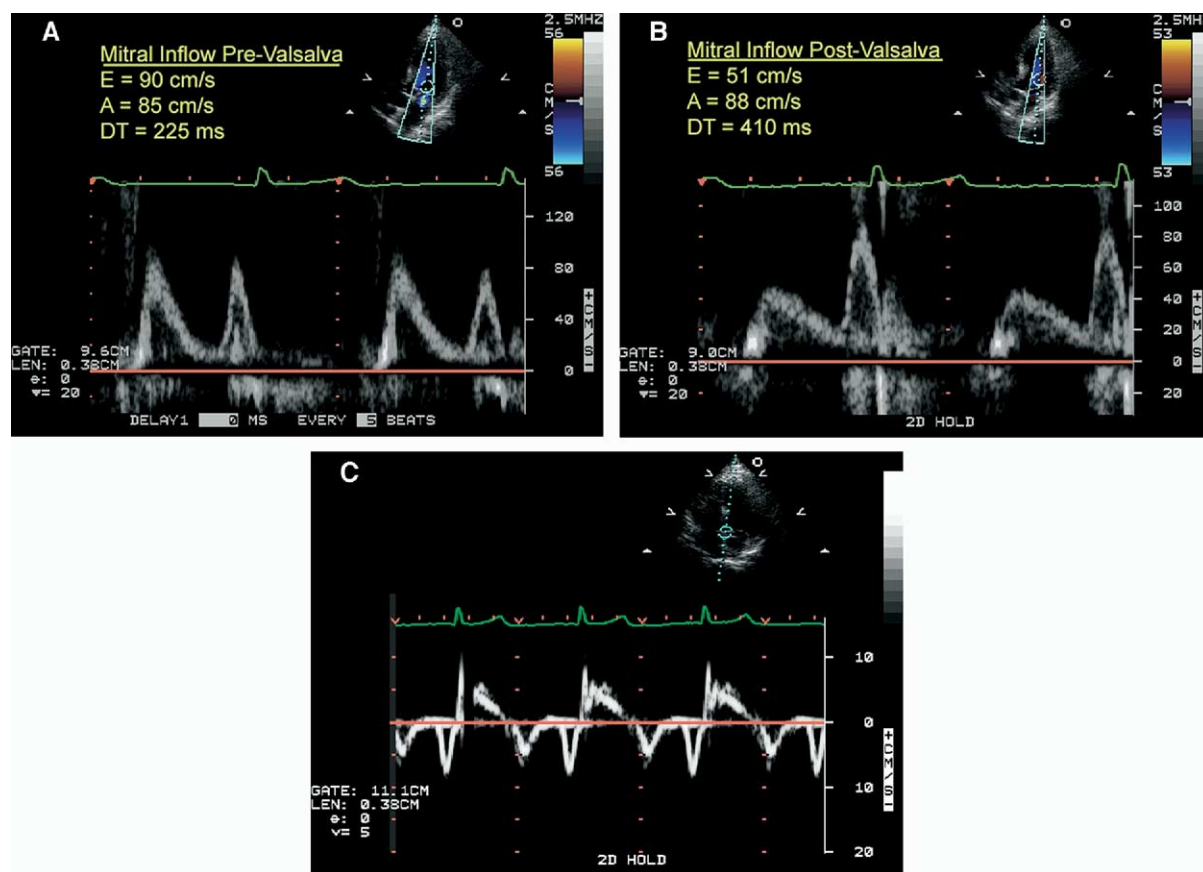 A
Mitral Inflow Pre-Valsalva
E = 90 cm/s
A = 85 cm/s
DT = 225 ms
2.5MHZ
56
C
M
/
S
56
120
80
40
0
+CM/S-
GATE: 9.6CM
LEN: 0.38CM
θ: 0
▼= 20
DELAY1 0 MS EVERY 5 BEATS
B
Mitral Inflow Post-Valsalva
E = 51 cm/s
A = 88 cm/s
DT = 410 ms
2.5MH
53
C
M
/
S
53
100
80
60
40
20
0
20
+CM/S-
GATE: 9.0CM
LEN: 0.38CM
θ: 0
▼= 20
2D HOLD
C
10
0
10
20
+CM/S-
GATE: 11.1CM
LEN: 0.38CM
θ: 0
v= 5
2D HOLD